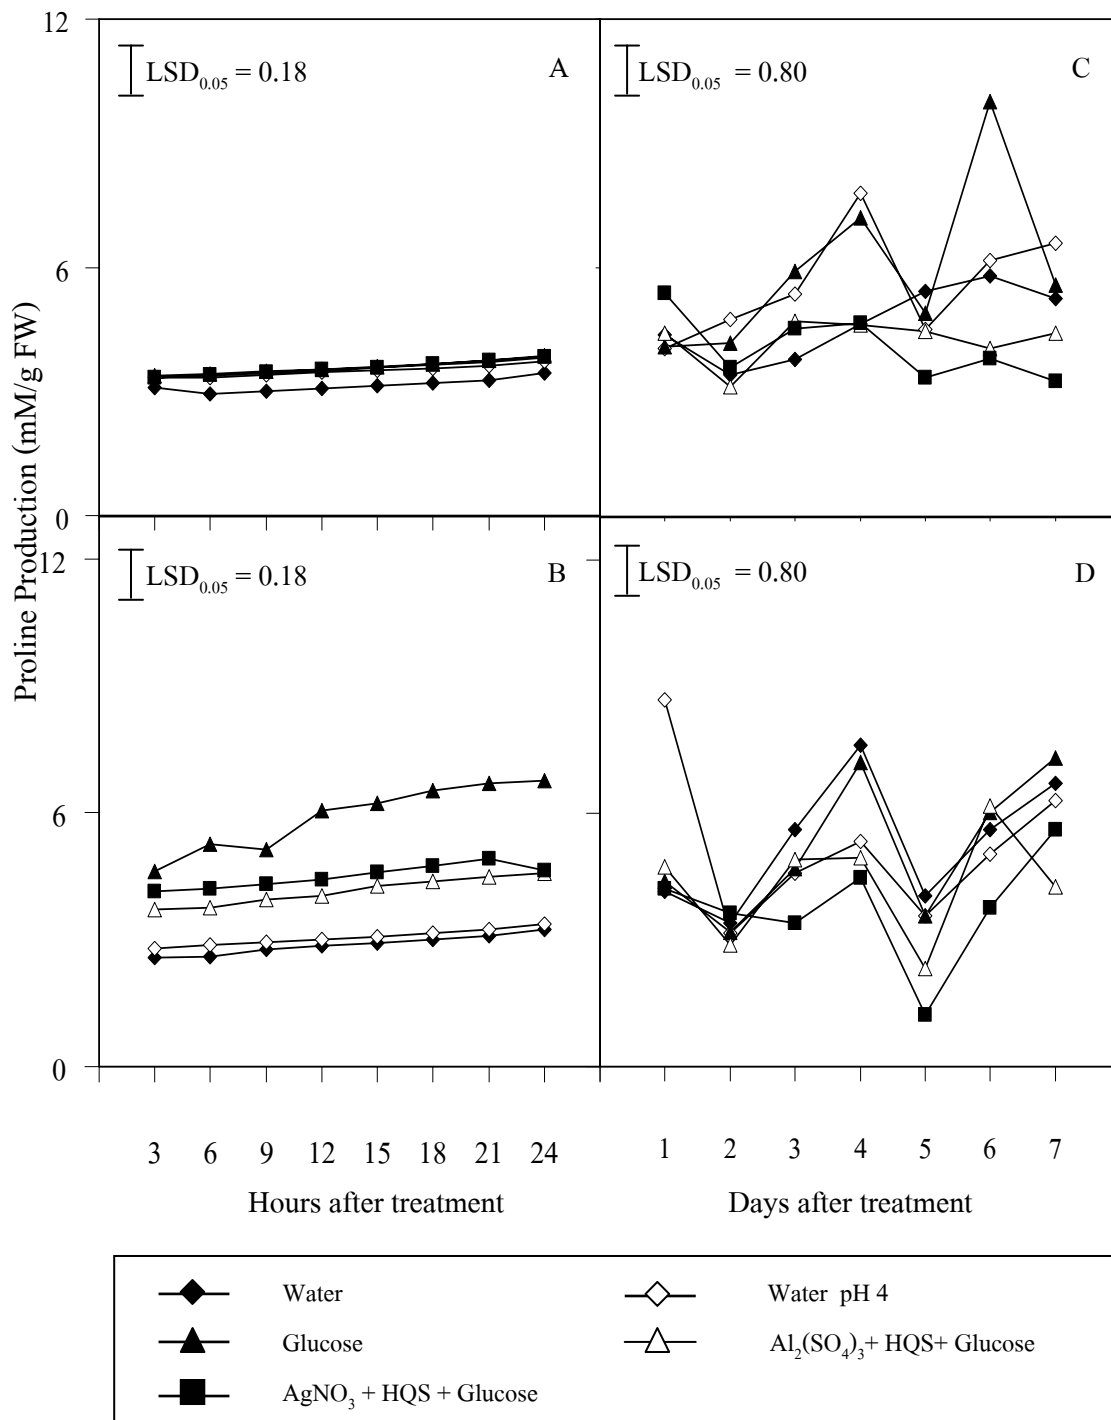 Proline Production (mM/g FW)
12
6
0
LSD0.05 = 0.18
A
LSD0.05 = 0.80
C
12
6
0
LSD0.05 = 0.18
B
LSD0.05 = 0.80
D
3 6 9 12 15 18 21 24
1 2 3 4 5 6 7
Hours after treatment
Days after treatment
Water
Water pH 4
Glucose
Al2(SO4)3+ HQS+ Glucose
AgNO3 + HQS + Glucose